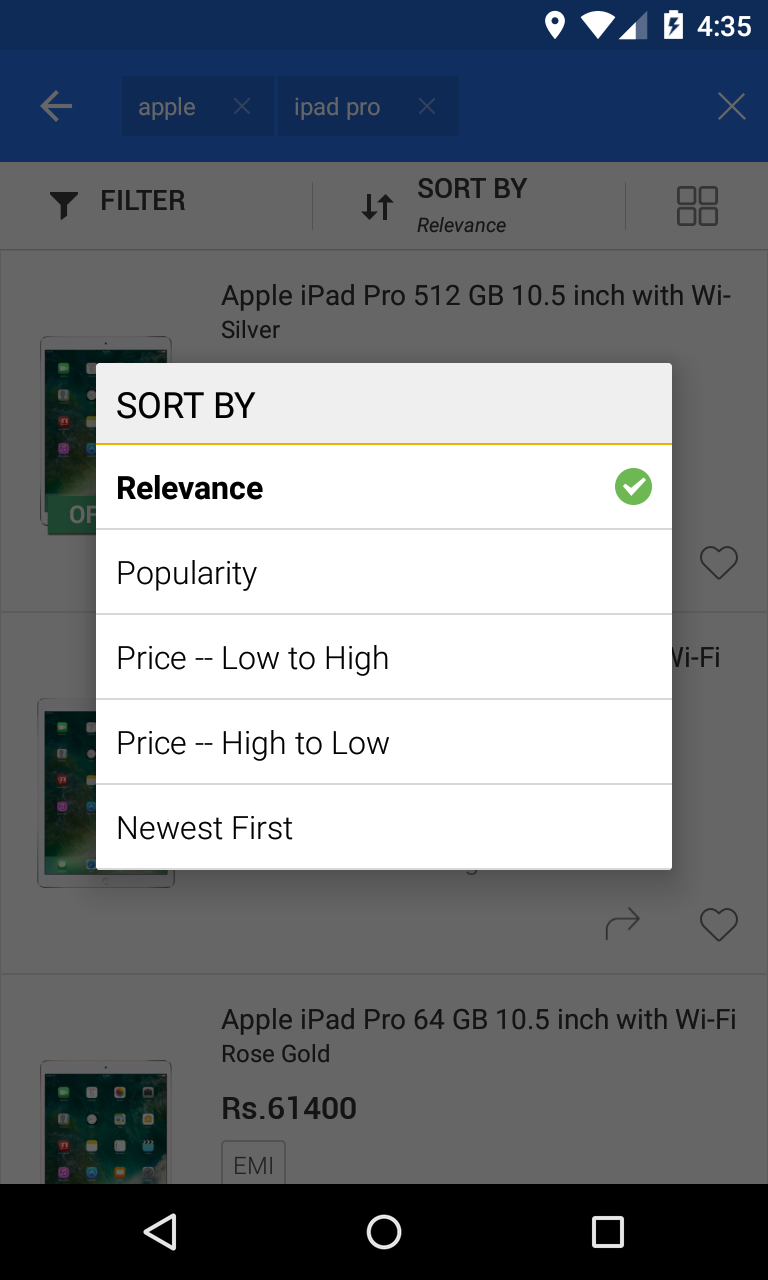 4:35
apple
ipad pro
FILTER
SORT BY
Relevance
Apple iPad Pro 512 GB 10.5 inch with Wi-
Silver
SORT BY
Relevance
Popularity
Price -- Low to High
Wi-Fi
Price -- High to Low
Newest First
Apple iPad Pro 64 GB 10.5 inch with Wi-Fi
Rose Gold
Rs.61400
EMI